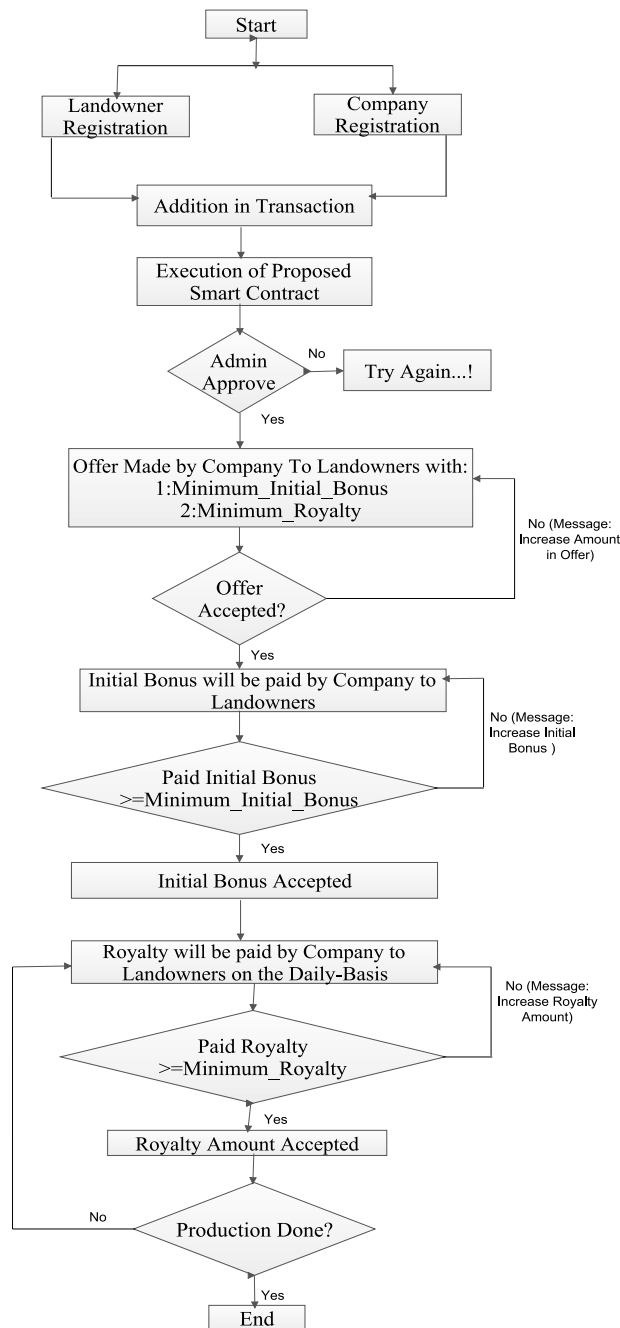 Start
Landowner
Registration
Company
Registration
Addition in Transaction
Execution of Proposed
Smart Contract
Admin
Approve
No
Try Again...!
Yes
Offer Made by Company To Landowners with:
1:Minimum_Initial_Bonus
2:Minimum_Royalty
No (Message:
Increase Amount
in Offer)
Offer
Accepted?
Yes
Initial Bonus will be paid by Company to
Landowners
No (Message:
Increase Initial
Bonus )
Paid Initial Bonus
>=Minimum_Initial_Bonus
Yes
Initial Bonus Accepted
Royalty will be paid by Company to
Landowners on the Daily-Basis
No (Message:
Increase Royalty
Amount)
Paid Royalty
>=Minimum_Royalty
Yes
Royalty Amount Accepted
No
Production Done?
Yes
End